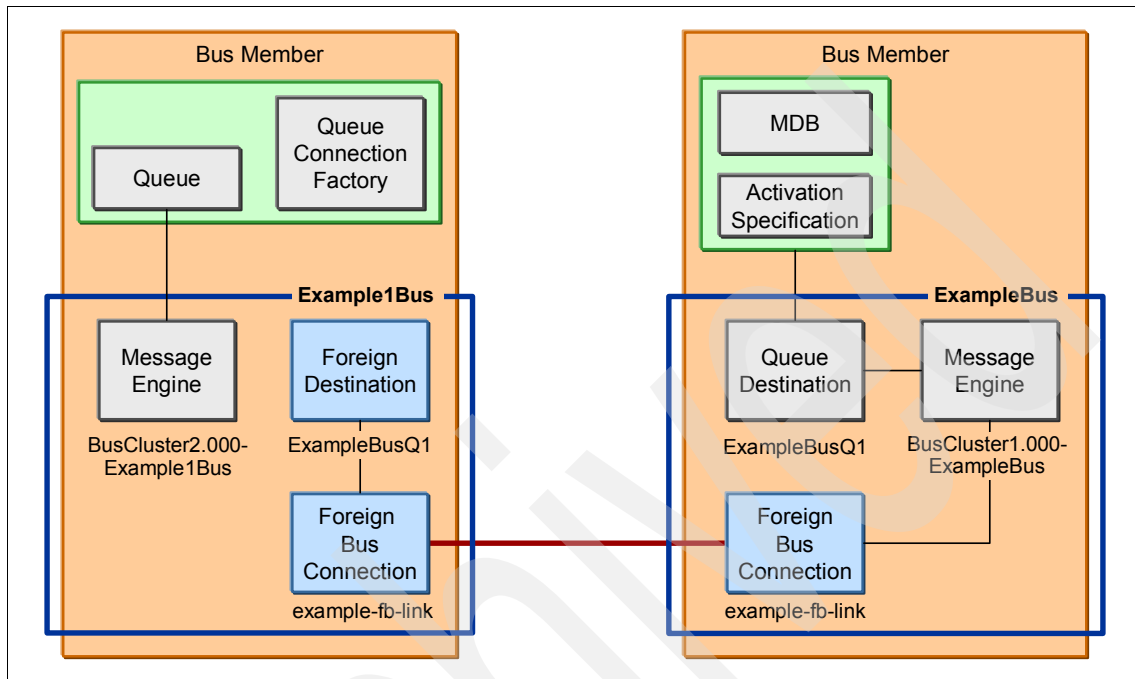 Bus Member
Queue
Connection
Factory
Queue
Example1Bus
Message
Engine
Foreign
Destination
BusCluster2.000-
Example1Bus
ExampleBusQ1
Foreign
Bus
Connection
example-fb-link
Bus Member
MDB
Activation
Specification
ExampleBus
Queue
Destination
Message
Engine
ExampleBusQ1
BusCluster1.000-
ExampleBus
Foreign
Bus
Connection
example-fb-link